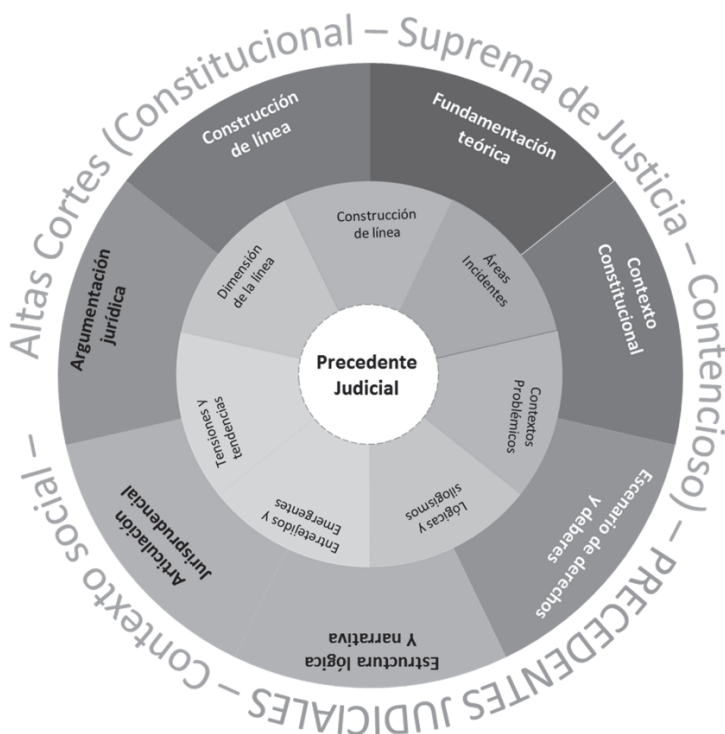 Altas Cortes (Constitucional – Suprema de Justicia – Contencioso) – PRECEDENTES JUDICIALES – Contexto social –
Construcción
de línea
Fundamentación
teórica
Contexto
Constitucional
Escenario de derechos
y deberes
Estructura lógica
Y narrativa
Articulación
Jurisprudencial
Argumentación
jurídica
Construcción
de línea
Áreas
Incidentes
Contextos
Problémicos
Lógicas y
silogismos
Entretejidos y
Emergentes
Tensiones y
tendencias
Dimensión
de la línea
Precedente
Judicial